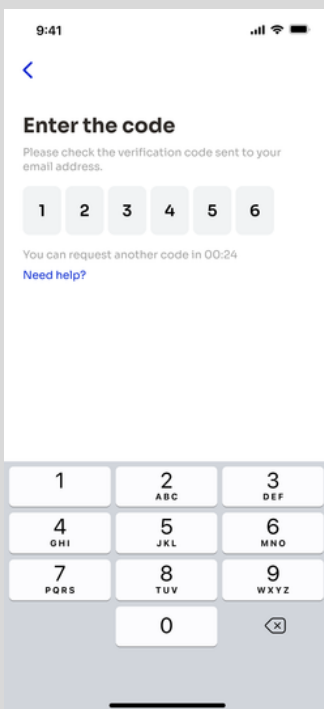 9:41
Enter the code
Please check the verification code sent to your
email address.
1 2 3 4 5 6
You can request another code in 00:24
Need help?
1 2 3
ABC DEF
4 5 6
GHI JKL MNO
7 8 9
PQRS TUV WXYZ
0